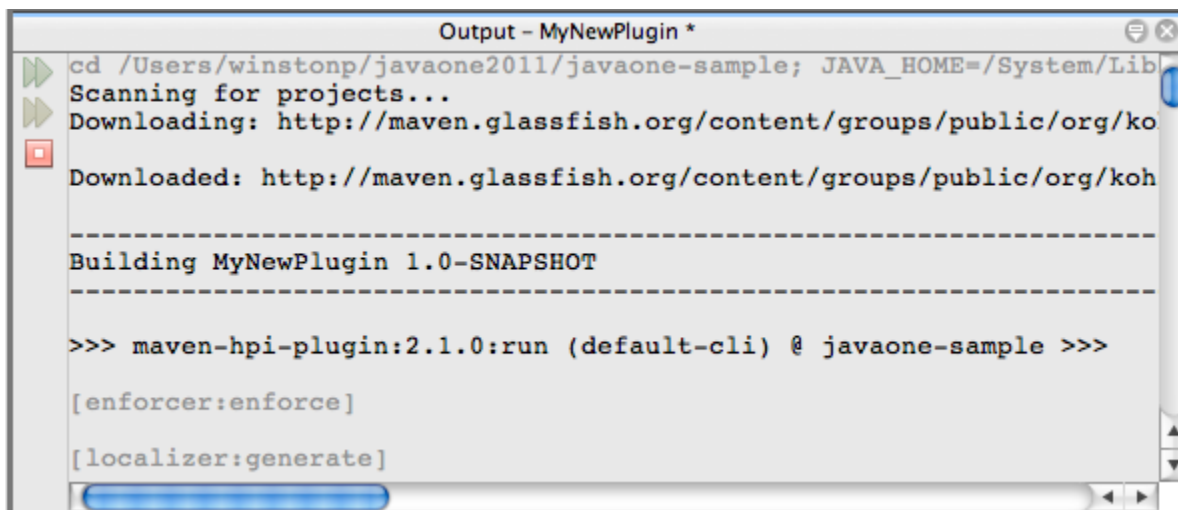 Output – MyNewPlugin *
cd /Users/winstonp/javaone2011/javaone-sample; JAVA_HOME=/System/Lib
Scanning for projects...
Downloading: http://maven.glassfish.org/content/groups/public/org/ko
Downloaded: http://maven.glassfish.org/content/groups/public/org/koh
------------------------------------------------------------------------
Building MyNewPlugin 1.0-SNAPSHOT
------------------------------------------------------------------------
>>> maven-hpi-plugin:2.1.0:run (default-cli) @ javaone-sample >>>
[enforcer:enforce]
[localizer:generate]